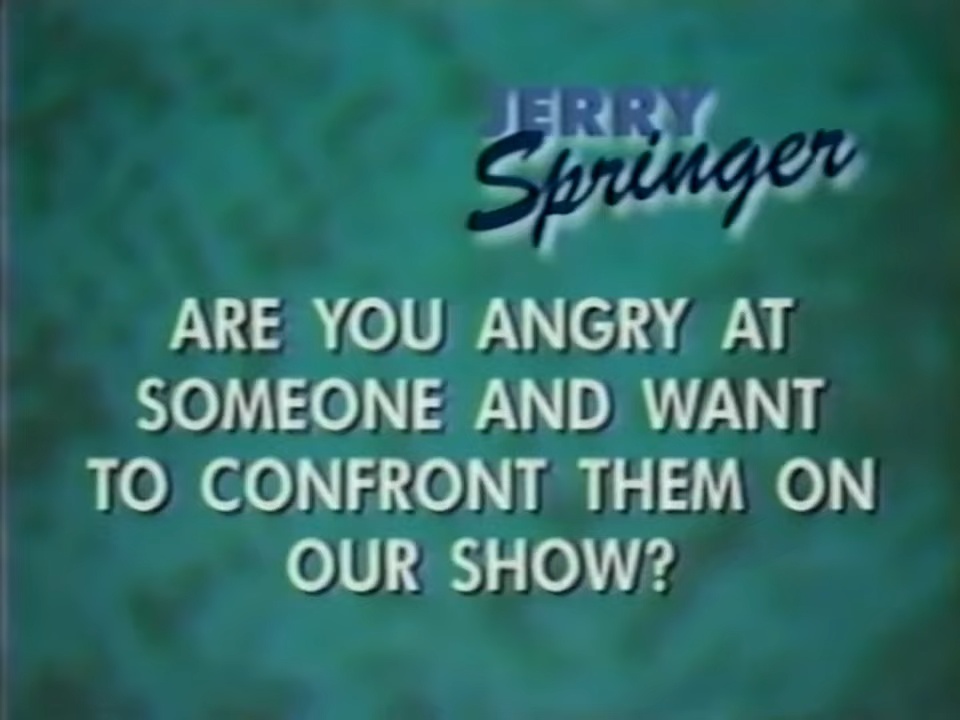 JERRY
Springer
ARE YOU ANGRY AT
SOMEONE AND WANT
TO CONFRONT THEM ON
OUR SHOW?